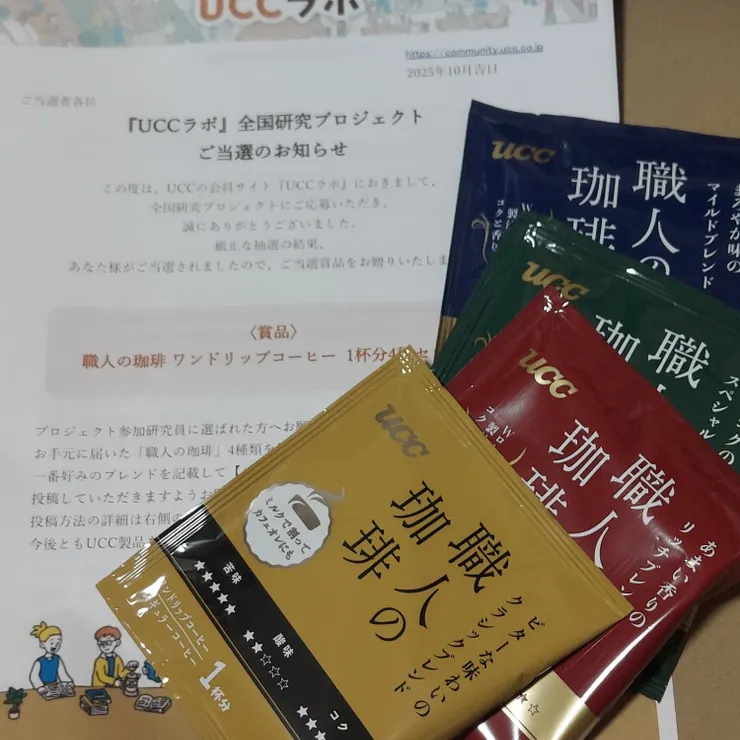 UCCラボ
https://community.ucc.co.jp
2025年10月吉日
ご当選者各位
『UCCラボ』全国研究プロジェクト
ご当選のお知らせ
この度は、UCCの会員サイト『UCCラボ』におきまして、
全国研究プロジェクトにご応募いただき、
誠にありがとうございました。
厳正な抽選の結果、
あなた様がご当選されましたので、ご当選賞品をお贈りいたしま
〈賞品〉
職人の珈琲 ワンドリップコーヒー 1杯分4種セ
プロジェクト参加研究員に選ばれた方へお願
お手元に届いた「職人の珈琲」4種類を
一番好みのブレンドを記載して【
投稿していただきますようお
投稿方法の詳細は右側の
今後ともUCC製品
UCC
職人の
珈琲
まろやか味の
マイルドブレンド
コクと香り
UCC
職
珈
スペシャル
UCC
職人
珈琲
あまい香りの
リッチブレンド
UCC
職人の
珈琲
ビターな味わいの
クラシックブレンド
ミルクで割って
カフェオレにも
苦味
★★★★★
酸味
★★☆☆☆
コク
★★★
ンドリップコーヒー
ギュラーコーヒー
1杯分